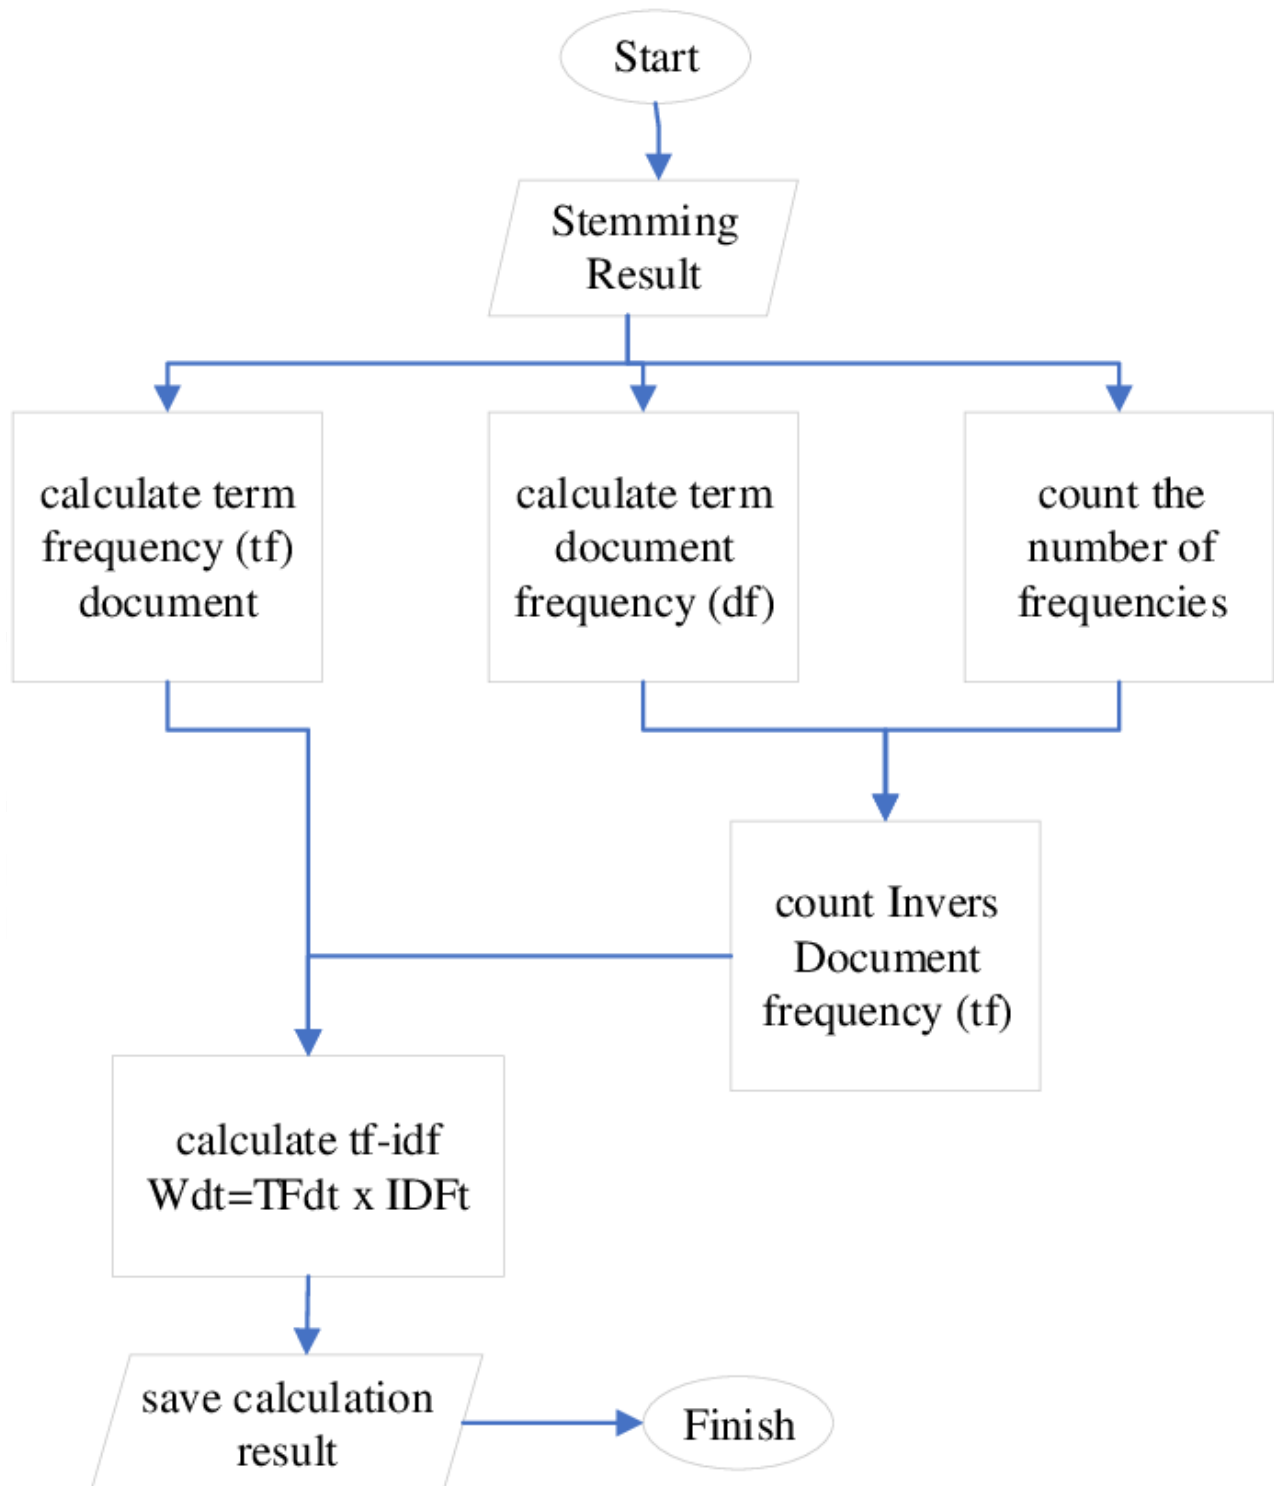 Start
Stemming
Result
calculate term
frequency (tf)
document
calculate term
document
frequency (df)
count the
number of
frequencies
count Invers
Document
frequency (tf)
calculate tf-idf
Wdt=TFdt x IDFt
save calculation
result
Finish